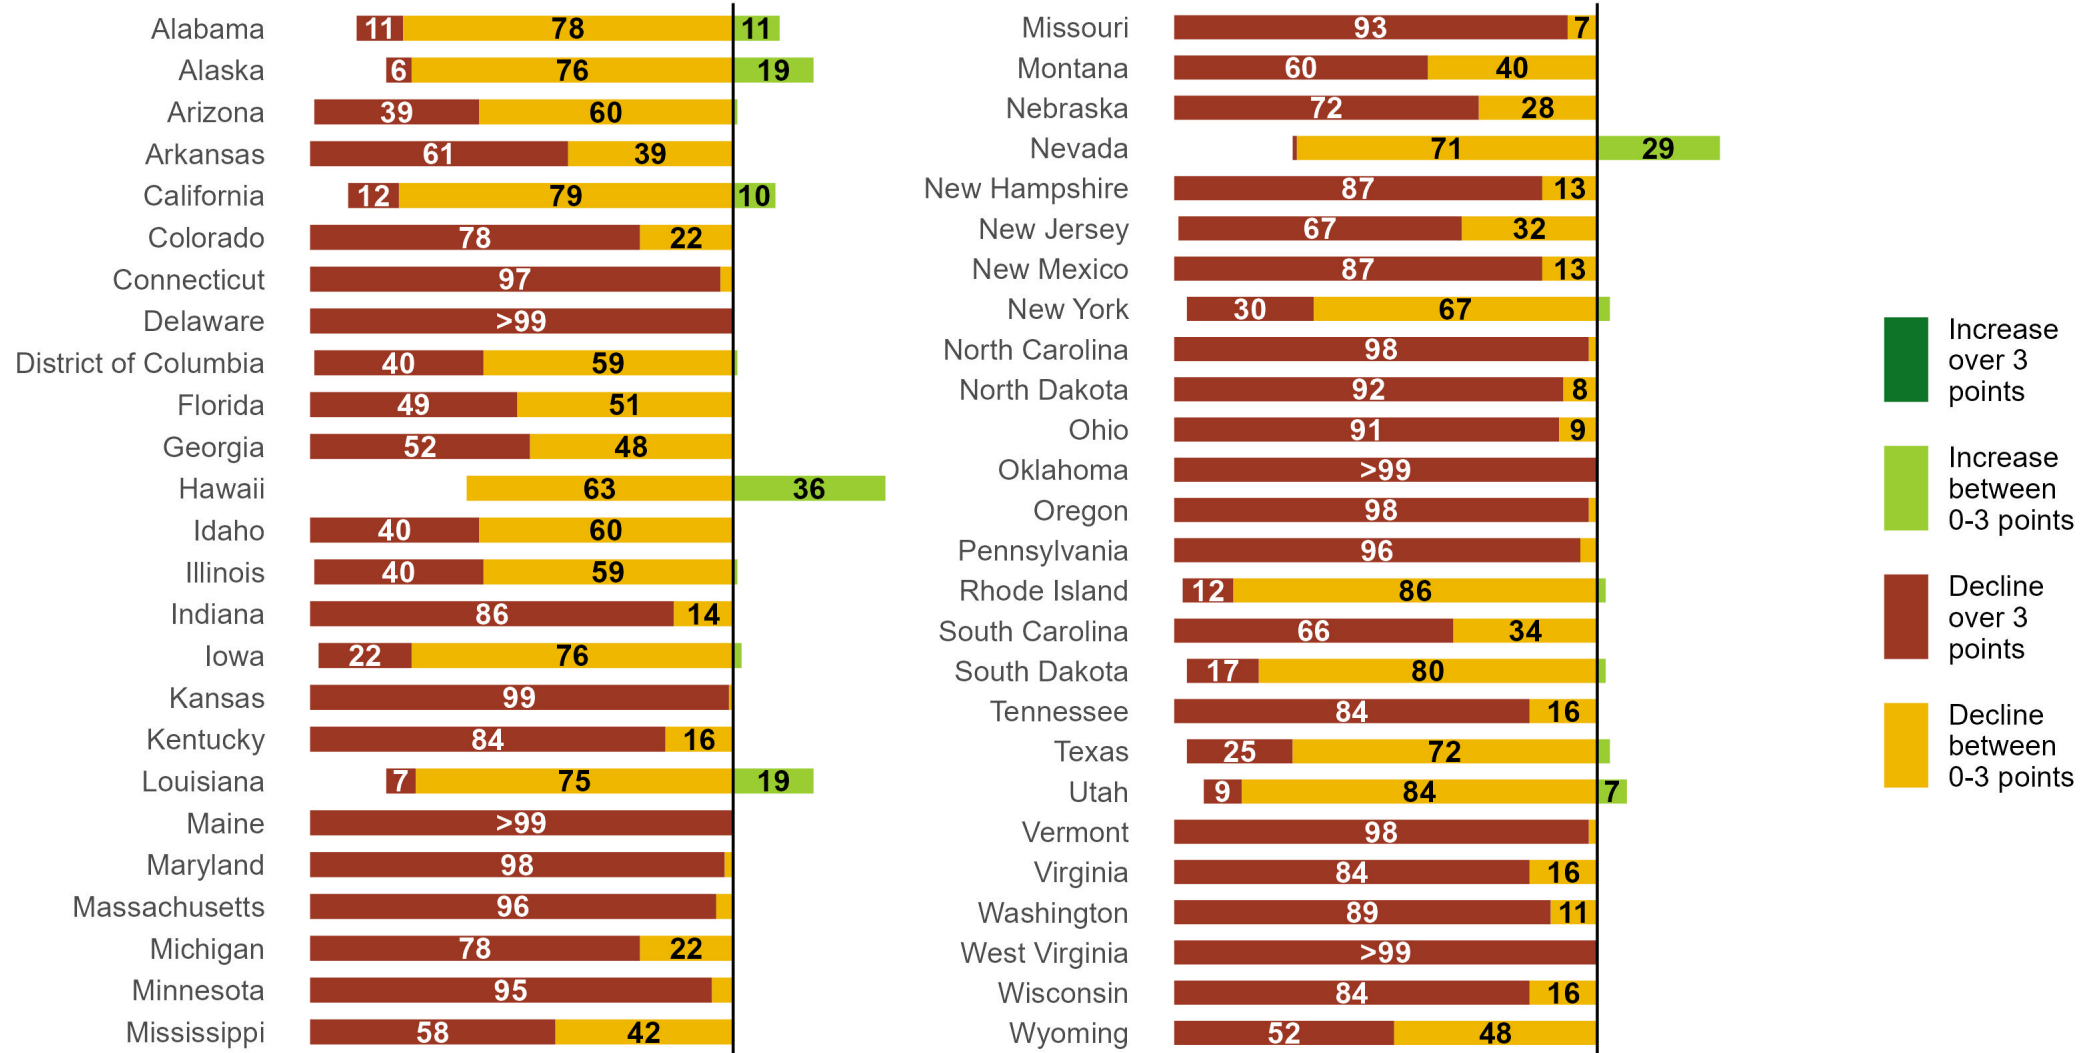 Alabama 11 78 11
Alaska 6 76 19
Arizona 39 60
Arkansas 61 39
California 12 79 10
Colorado 78 22
Connecticut 97
Delaware >99
District of Columbia 40 59
Florida 49 51
Georgia 52 48
Hawaii 63 36
Idaho 40 60
Illinois 40 59
Indiana 86 14
Iowa 22 76
Kansas 99
Kentucky 84 16
Louisiana 7 75 19
Maine >99
Maryland 98
Massachusetts 96
Michigan 78 22
Minnesota 95
Mississippi 58 42
Missouri 93 7
Montana 60 40
Nebraska 72 28
Nevada 71 29
New Hampshire 87 13
New Jersey 67 32
New Mexico 87 13
New York 30 67
North Carolina 98
North Dakota 92 8
Ohio 91 9
Oklahoma >99
Oregon 98
Pennsylvania 96
Rhode Island 12 86
South Carolina 66 34
South Dakota 17 80
Tennessee 84 16
Texas 25 72
Utah 9 84 7
Vermont 98
Virginia 84 16
Washington 89 11
West Virginia >99
Wisconsin 84 16
Wyoming 52 48
Increase
over 3
points
Increase
between
0-3 points
Decline
over 3
points
Decline
between
0-3 points